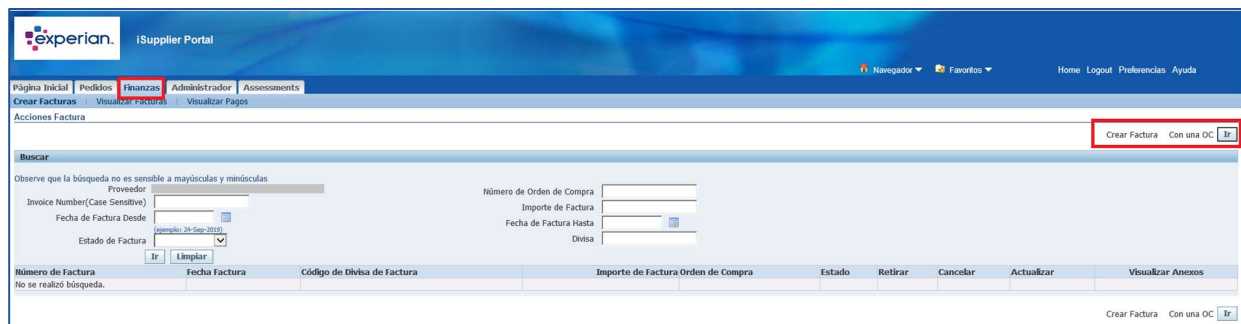 experian. iSupplier Portal
Navegador Favoritos Home Logout Preferencias Ayuda
Página Inicial Pedidos Finanzas Administrador Assessments
Crear Facturas | Visualizar Facturas | Visualizar Pagos
Acciones Factura
Crear Factura Con una OC Ir
Buscar
Observe que la búsqueda no es sensible a mayúsculas y minúsculas
Proveedor Número de Orden de Compra
Invoice Number(Case Sensitive) Importe de Factura
Fecha de Factura Desde Fecha de Factura Hasta
(ejemplo: 24-Sep-2019)
Estado de Factura Divisa
Ir Limpiar
Número de Factura Fecha Factura Código de Divisa de Factura Importe de Factura Orden de Compra Estado Retirar Cancelar Actualizar Visualizar Anexos
No se realizó búsqueda.
Crear Factura Con una OC Ir